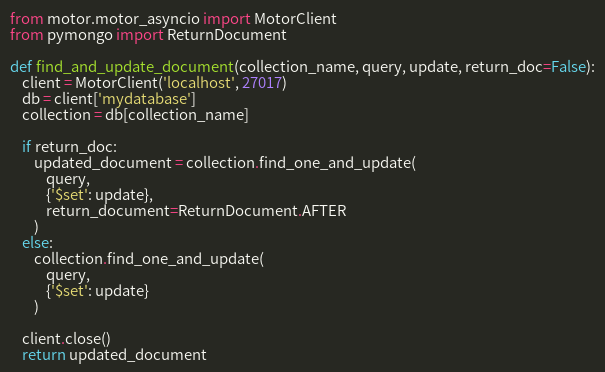 from motor.motor_asyncio import MotorClient
from pymongo import ReturnDocument

def find_and_update_document(collection_name, query, update, return_doc=False):
    client = MotorClient('localhost', 27017)
    db = client['mydatabase']
    collection = db[collection_name]

    if return_doc:
        updated_document = collection.find_one_and_update(
            query,
            {'$set': update},
            return_document=ReturnDocument.AFTER
        )
    else:
        collection.find_one_and_update(
            query,
            {'$set': update}
        )

    client.close()
    return updated_document